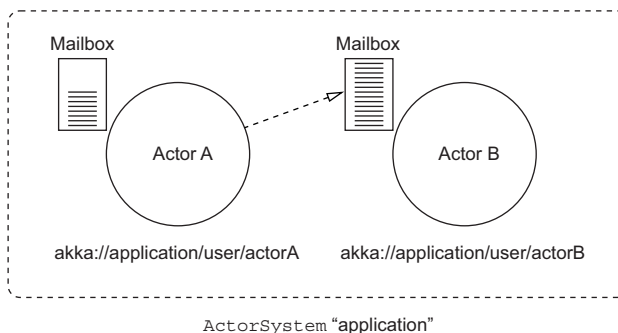 Mailbox
Mailbox
Actor A
Actor B
akka://application/user/actorA
akka://application/user/actorB
ActorSystem “application”